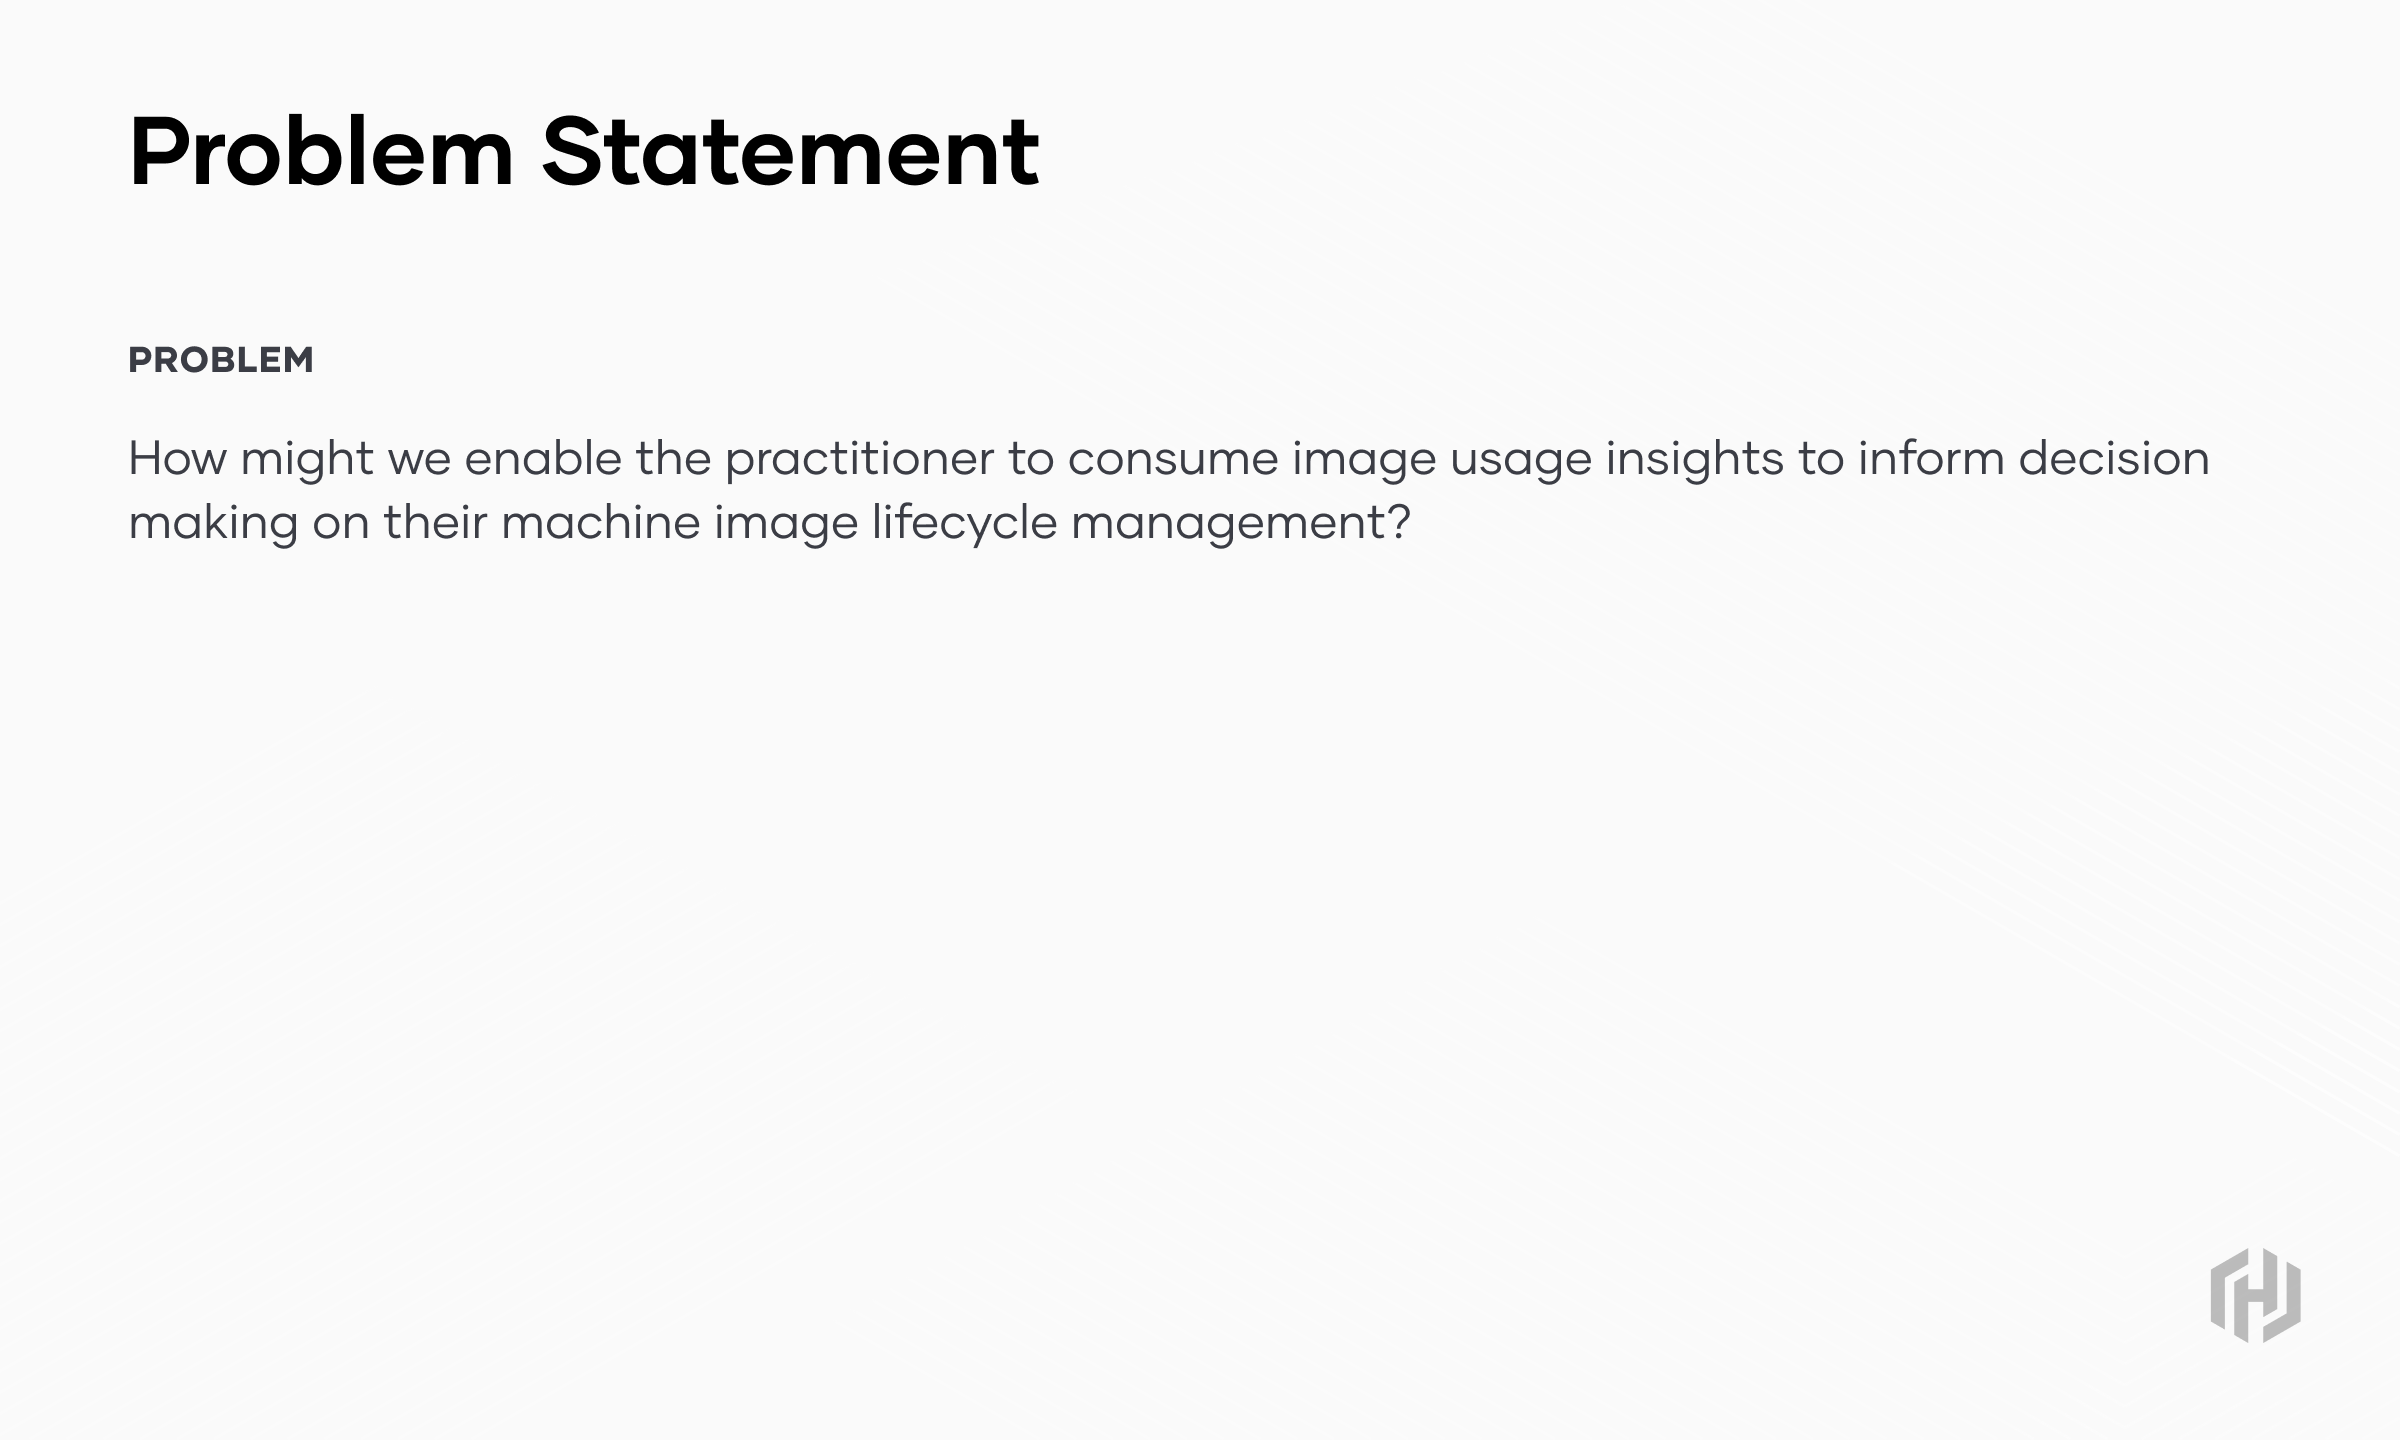 Problem Statement
PROBLEM
How might we enable the practitioner to consume image usage insights to inform decision
making on their machine image lifecycle management?